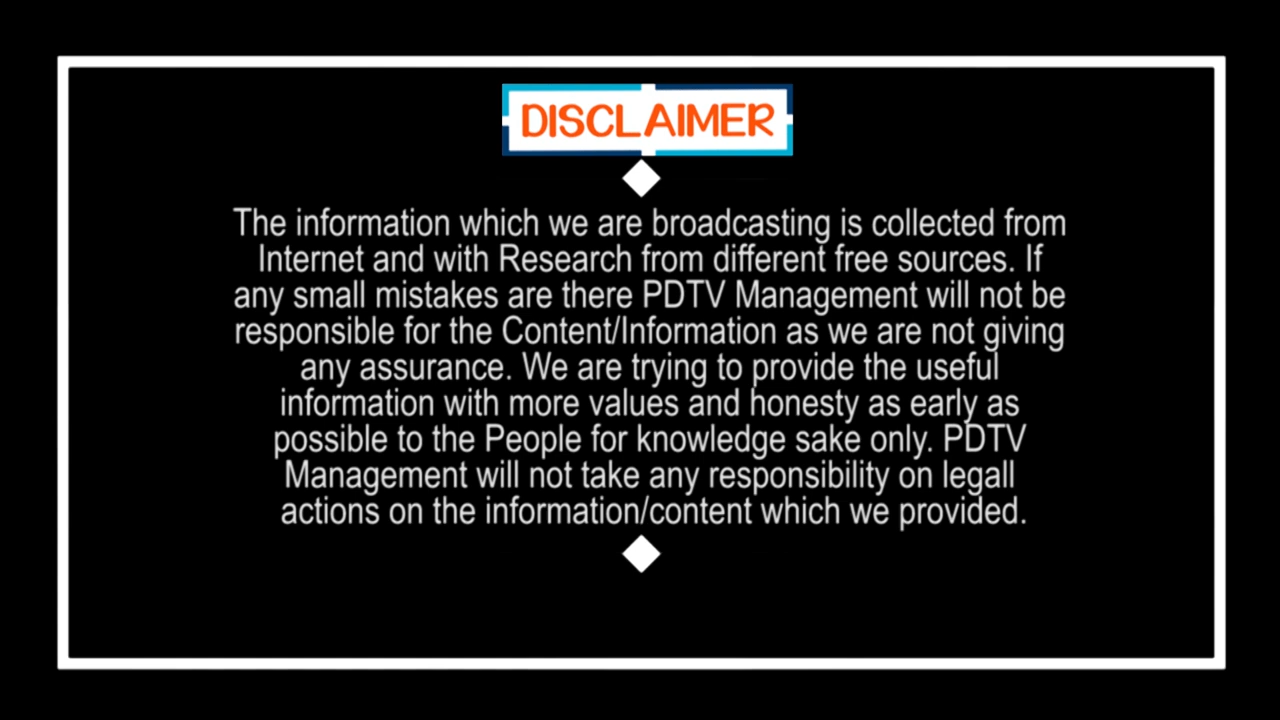 DISCLAIMER
The information which we are broadcasting is collected from
Internet and with Research from different free sources. If
any small mistakes are there PDTV Management will not be
responsible for the Content/Information as we are not giving
any assurance. We are trying to provide the useful
information with more values and honesty as early as
possible to the People for knowledge sake only. PDTV
Management will not take any responsibility on legall
actions on the information/content which we provided.